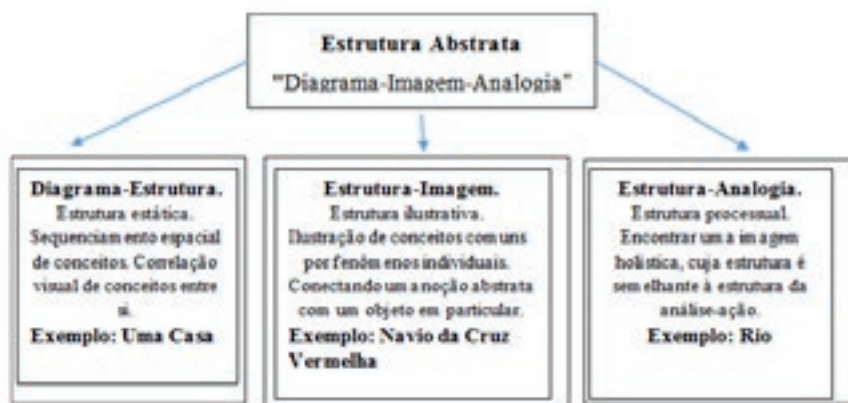 Estrutura Abstrata
"Diagrama-Imagem-Analogia"
Diagrama-Estrutura.
Estrutura estática.
Sequenciamento espacial
de conceitos. Correlação
visual de conceitos entre
si.
Exemplo: Uma Casa
Estrutura-Imagem.
Estrutura ilustrativa.
Ilustração de conceitos comuns
por fenômenos individuais.
Conectando uma noção abstrata
com um objeto em particular.
Exemplo: Navio da Cruz
Vermelha
Estrutura-Analogia.
Estrutura processual.
Encontrar uma imagem
holística, cuja estrutura é
semelhante à estrutura da
análise-ação.
Exemplo: Rio